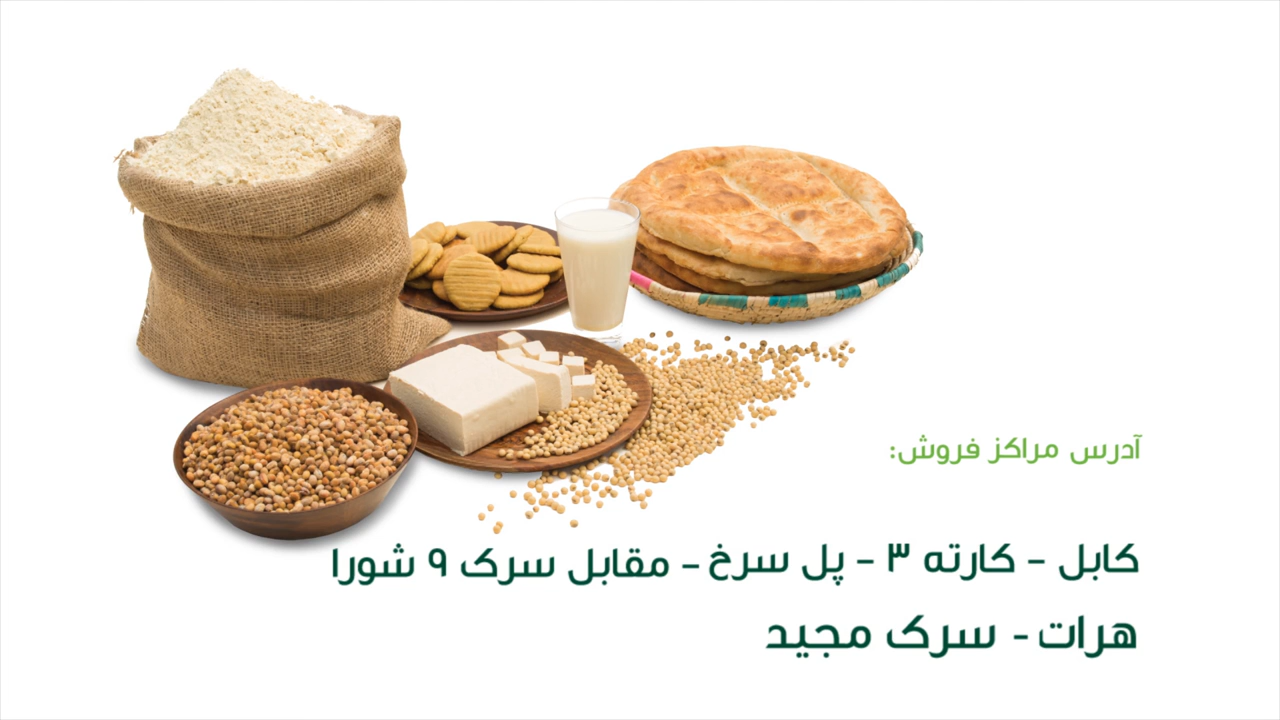 آدرس مراکز فروش:
کابل - کارته ۳ - پل سرخ - مقابل سرک ۹ شورا
هرات - سرک مجید